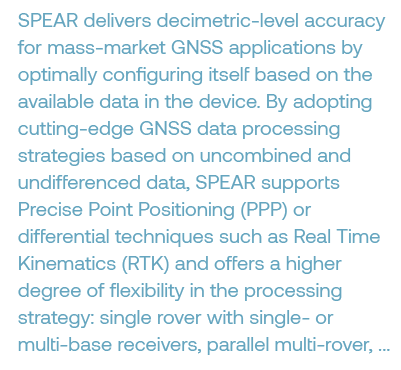 SPEAR delivers decimetric-level accuracy
for mass-market GNSS applications by
optimally configuring itself based on the
available data in the device. By adopting
cutting-edge GNSS data processing
strategies based on uncombined and
undifferenced data, SPEAR supports
Precise Point Positioning (PPP) or
differential techniques such as Real Time
Kinematics (RTK) and offers a higher
degree of flexibility in the processing
strategy: single rover with single- or
multi-base receivers, parallel multi-rover, ...